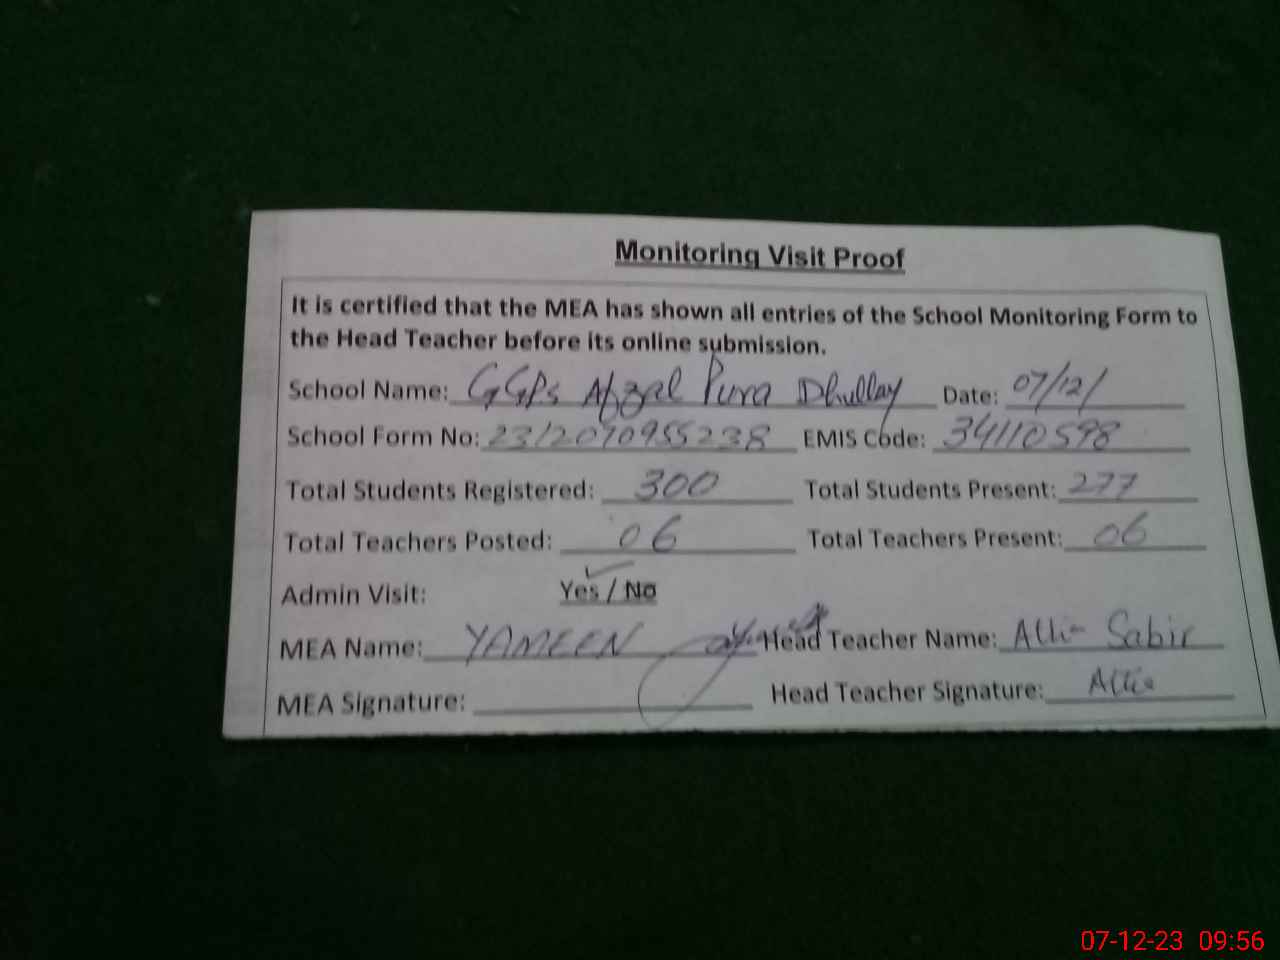 Monitoring Visit Proof
It is certified that the MEA has shown all entries of the School Monitoring Form to
the Head Teacher before its online submission.
School Name: GGPS Afzal Pura Dhullay Date: 07/12/
School Form No: 2312070955238 EMIS Code: 34110598
Total Students Registered: 300 Total Students Present: 277
Total Teachers Posted: 06 Total Teachers Present: 06
Admin Visit: Yes / No
MEA Name: YAMEEN Head Teacher Name: Sabir
MEA Signature: Head Teacher Signature:
07-12-23 09:56